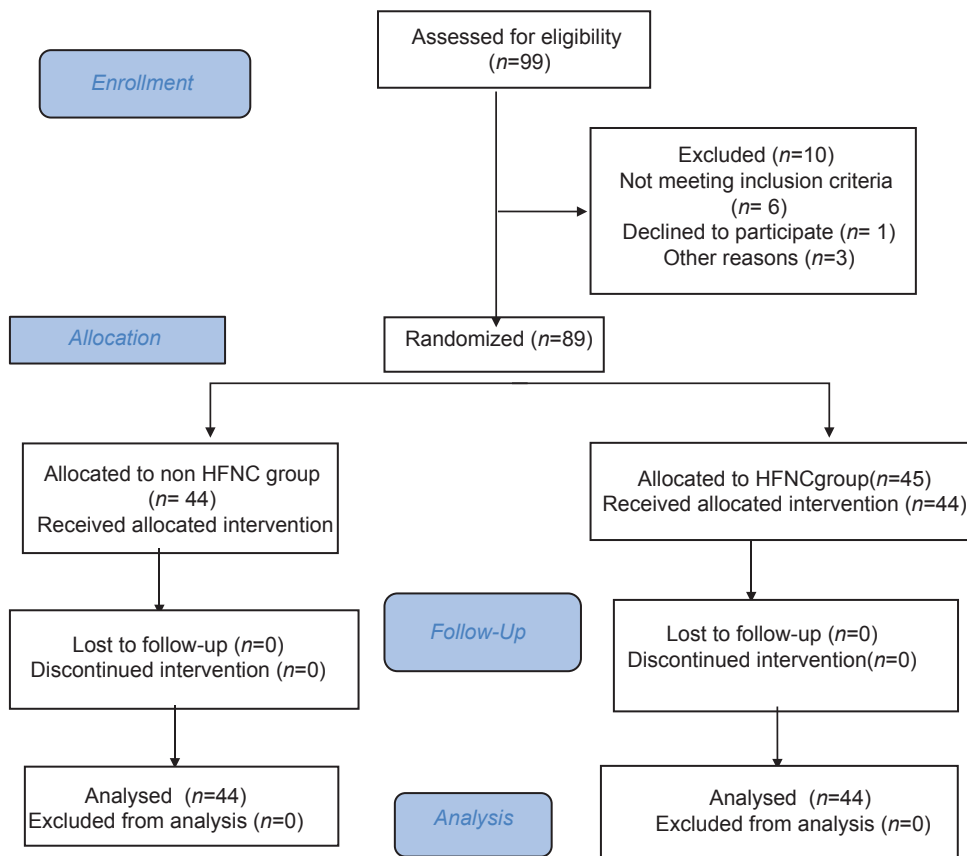 Assessed for eligibility
(n=99)
Enrollment
Excluded (n=10)
Not meeting inclusion criteria
(n= 6)
Declined to participate (n= 1)
Other reasons (n=3)
Allocation
Randomized (n=89)
Allocated to non HFNC group
(n= 44)
Received allocated intervention
Allocated to HFNCgroup(n=45)
Received allocated intervention (n=44)
Lost to follow-up (n=0)
Discontinued intervention (n=0)
Follow-Up
Lost to follow-up (n=0)
Discontinued intervention(n=0)
Analysed (n=44)
Excluded from analysis (n=0)
Analysis
Analysed (n=44)
Excluded from analysis (n=0)